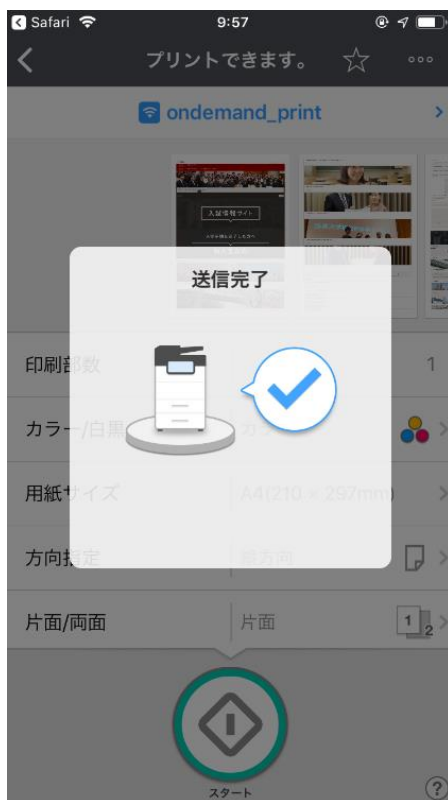 Safari 9:57
プリントできます。
ondemand_print
入試情報サイト
送信完了
印刷部数 1
カラー/白黒 カラー
用紙サイズ A4(210 × 297mm)
方向指定 縦方向
片面/両面 片面 1 2
スタート ?